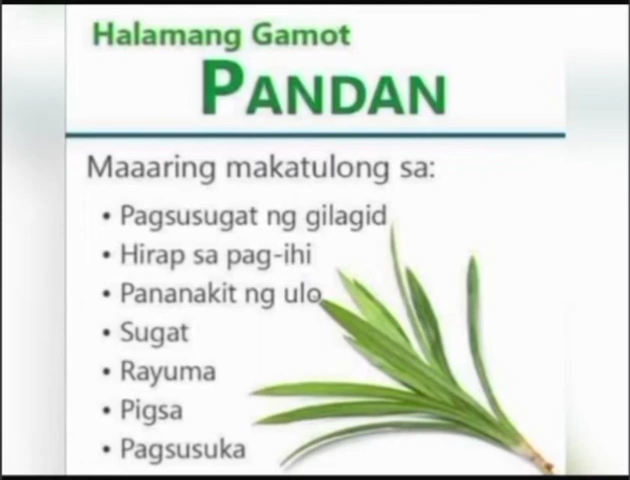 Halamang Gamot
PANDAN
Maaaring makatulong sa:
• Pagsusugat ng gilagid
• Hirap sa pag-ihi
• Pananakit ng ulo
• Sugat
• Rayuma
• Pigsa
• Pagsusuka